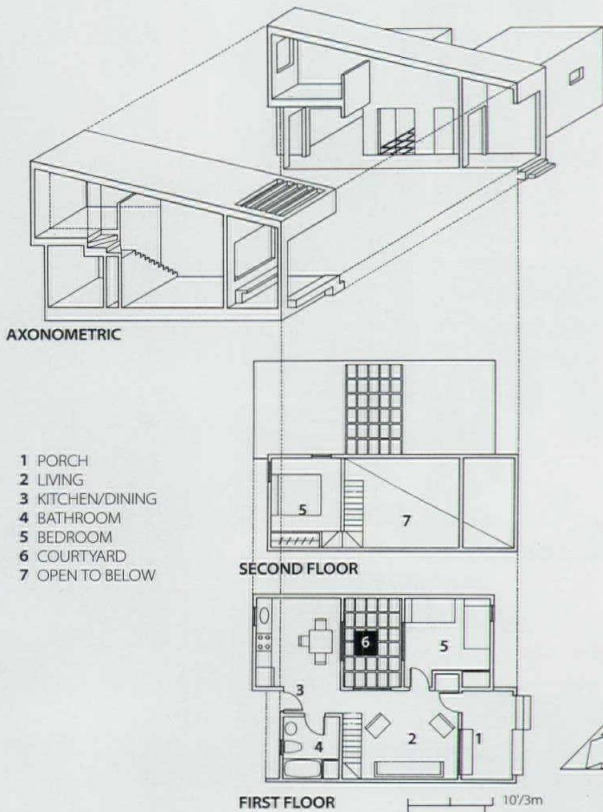 AXONOMETRIC
1 PORCH
2 LIVING
3 KITCHEN/DINING
4 BATHROOM
5 BEDROOM
6 COURTYARD
7 OPEN TO BELOW
5
7
SECOND FLOOR
6
5
3
4
2
1
FIRST FLOOR
10'/3m